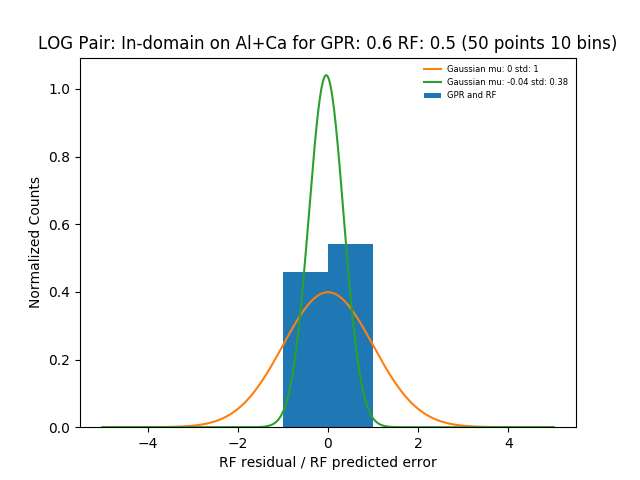 LOG Pair: In-domain on Al+Ca for GPR: 0.6 RF: 0.5 (50 points 10 bins)
Gaussian mu: 0 std: 1
Gaussian mu: -0.04 std: 0.38
GPR and RF
Normalized Counts
1.0
0.8
0.6
0.4
0.2
0.0
−4 −2 0 2 4
RF residual / RF predicted error